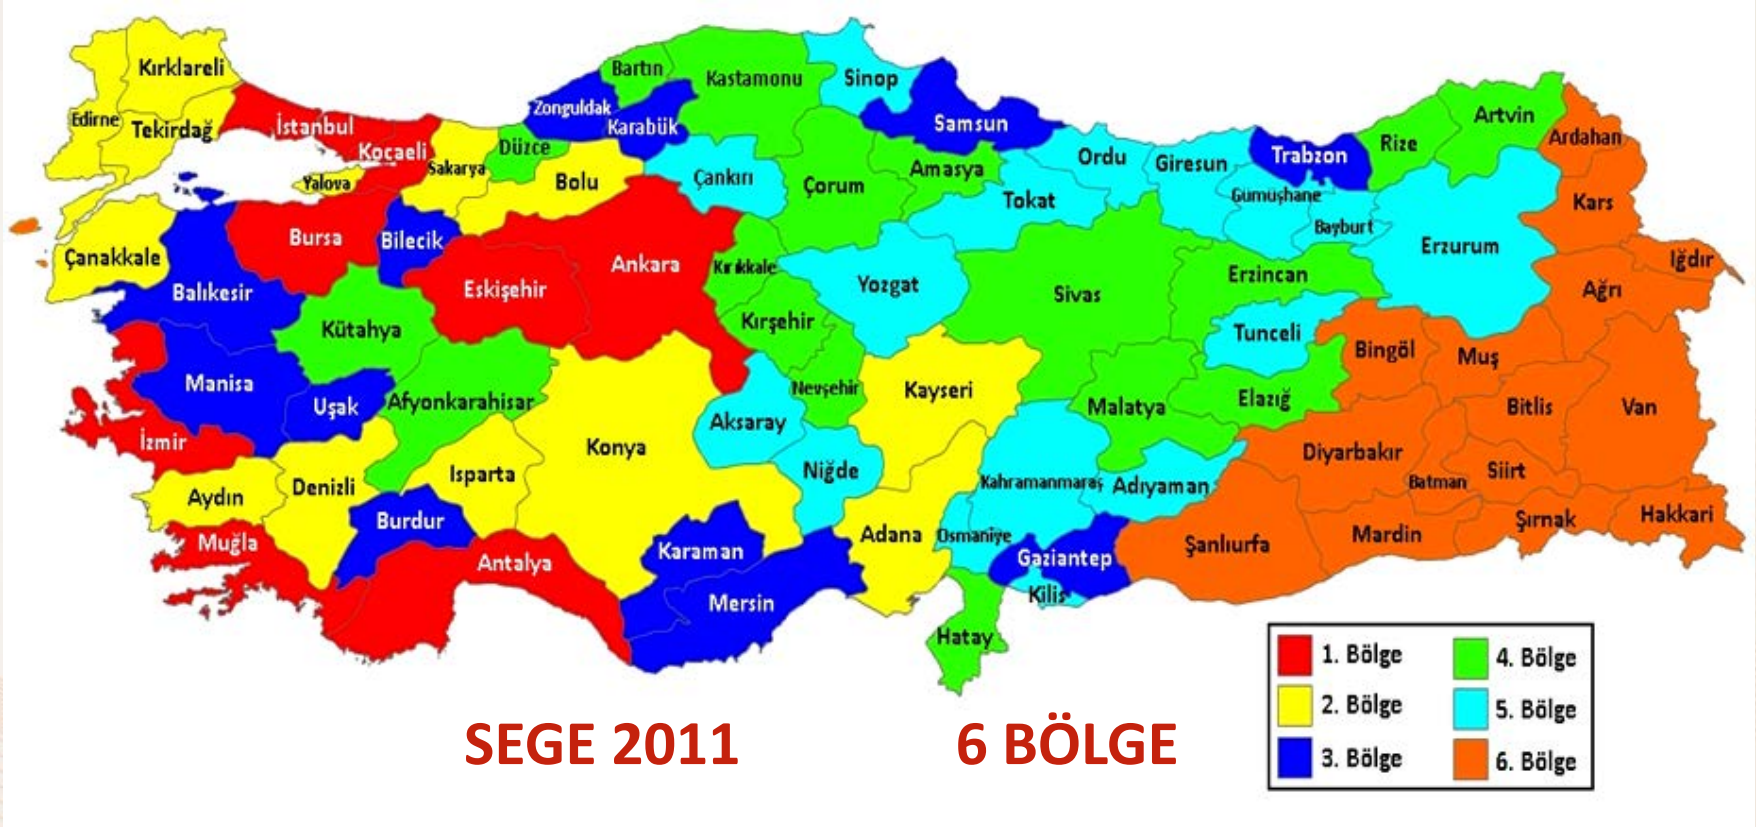 Kırklareli
Edirne
Tekirdağ
İstanbul
Kocaeli
Yalova
Sakarya
Düzce
Bolu
Zonguldak
Bartın
Karabük
Kastamonu
Sinop
Samsun
Çankırı
Çorum
Amasya
Tokat
Ordu
Giresun
Trabzon
Gümüşhane
Bayburt
Rize
Artvin
Ardahan
Kars
Erzurum
Iğdır
Ağrı
Çanakkale
Balıkesir
Bursa
Bilecik
Eskişehir
Ankara
Kırıkkale
Kırşehir
Yozgat
Sivas
Erzincan
Tunceli
Bingöl
Muş
Kütahya
Manisa
Uşak
Afyonkarahisar
İzmir
Nevşehir
Kayseri
Aksaray
Konya
Niğde
Malatya
Elazığ
Bitlis
Van
Diyarbakır
Batman
Siirt
Şırnak
Hakkari
Mardin
Şanlıurfa
Aydın
Denizli
Isparta
Burdur
Muğla
Antalya
Karaman
Mersin
Adana
Osmaniye
Kahramanmaraş
Adıyaman
Gaziantep
Kilis
Hatay
SEGE 2011
6 BÖLGE
1. Bölge
2. Bölge
3. Bölge
4. Bölge
5. Bölge
6. Bölge